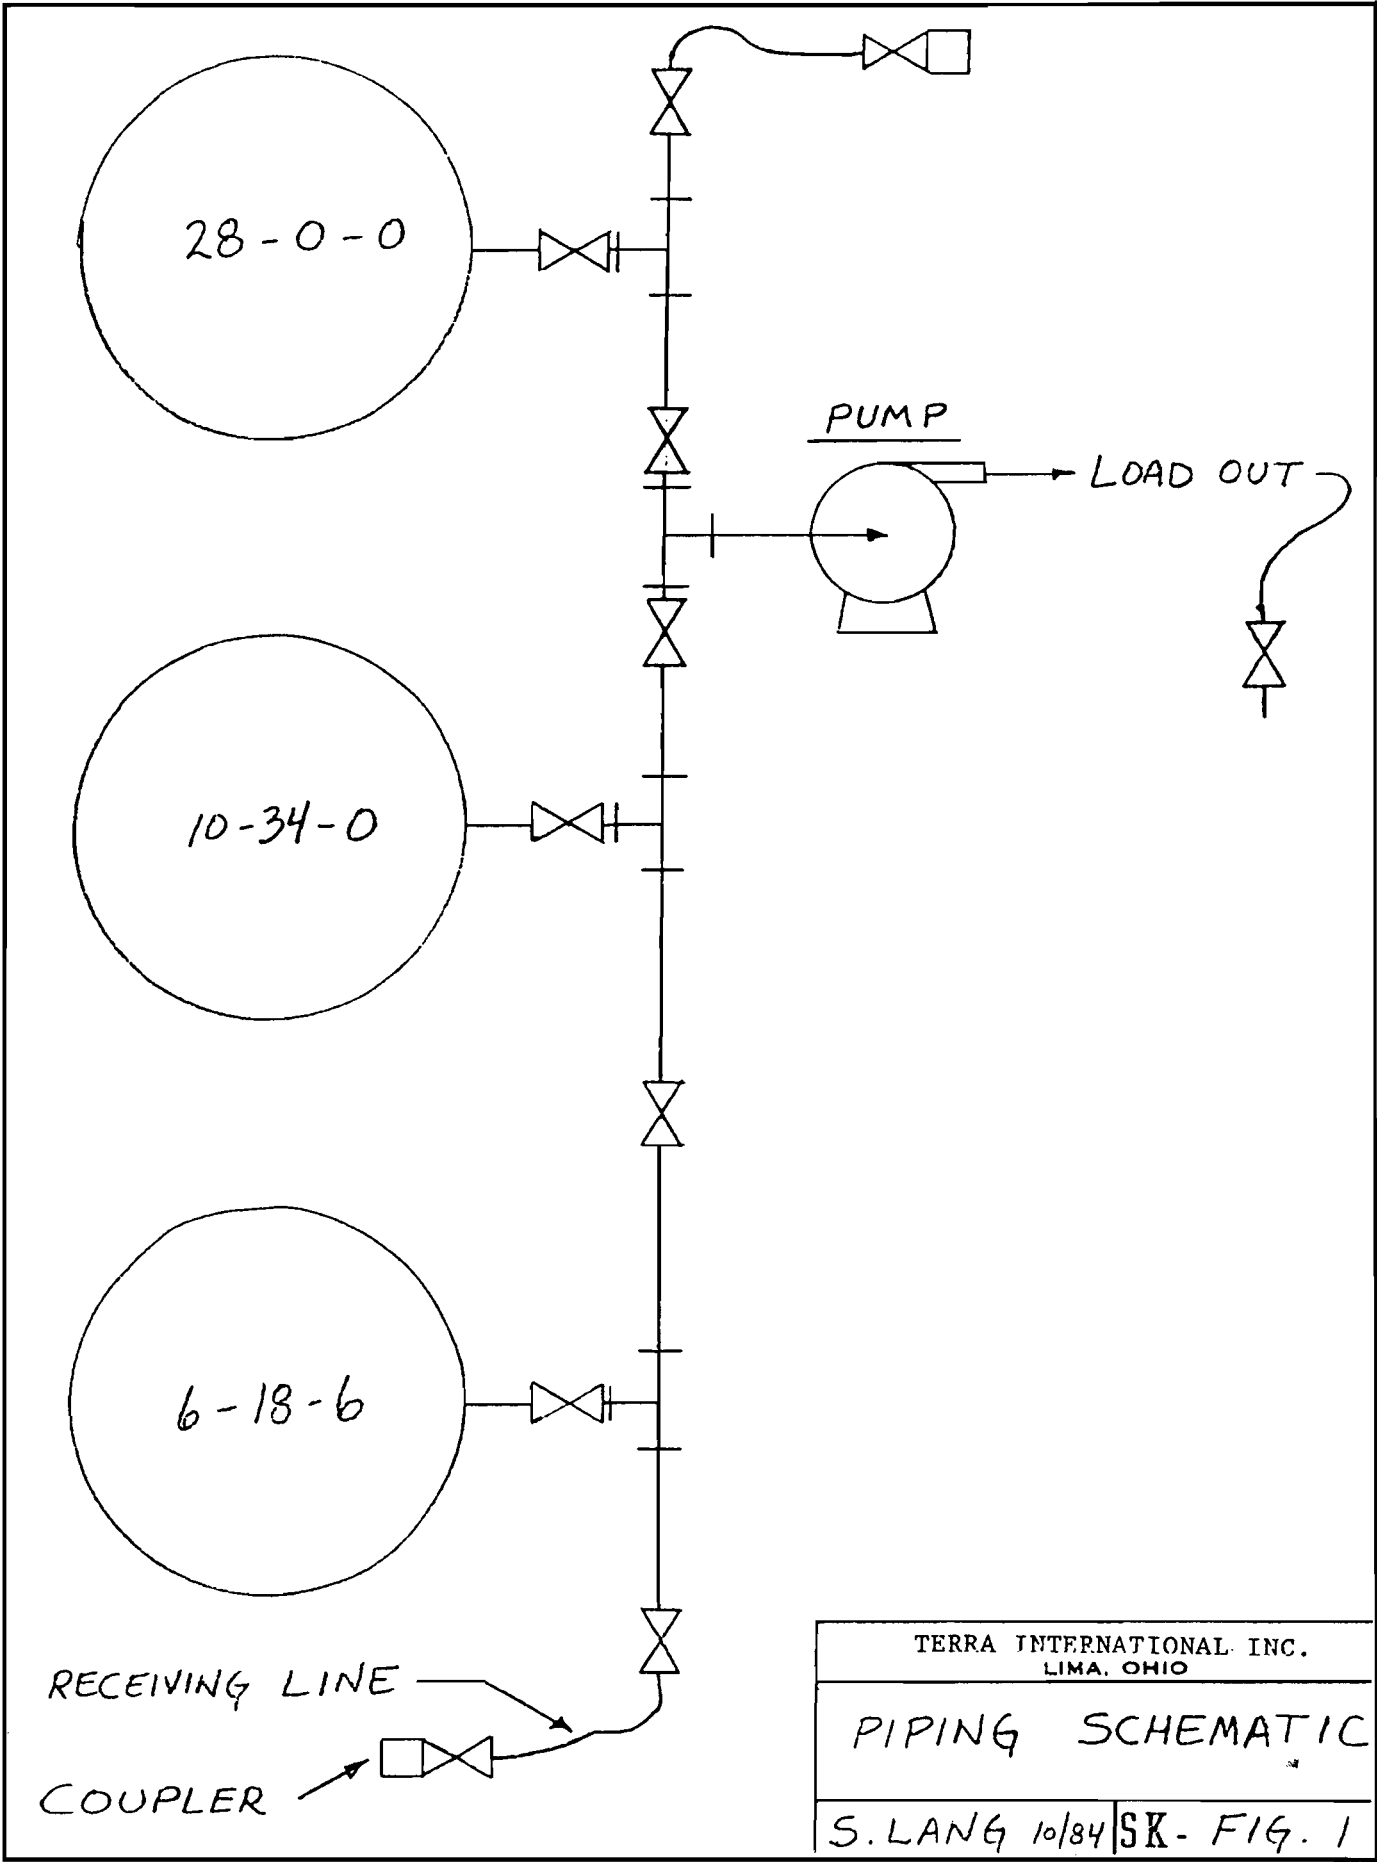 28-0-0
PUMP
LOAD OUT
10-34-0
6-18-6
RECEIVING LINE
COUPLER
TERRA INTERNATIONAL INC.
LIMA, OHIO
PIPING SCHEMATIC
S. LANG 10/84 SK- FIG. 1